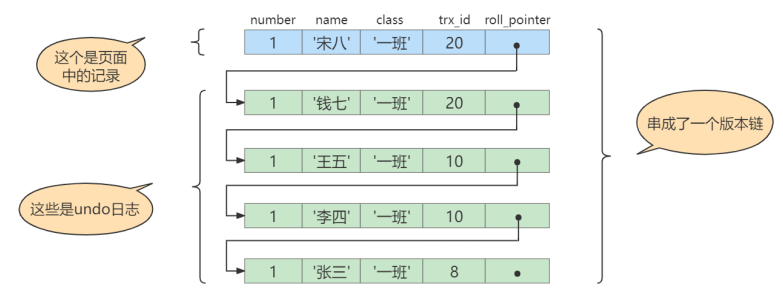 number name class trx_id roll_pointer
1 '宋八' '一班' 20
1 '钱七' '一班' 20
1 '王五' '一班' 10
1 '李四' '一班' 10
1 '张三' '一班' 8
这个是页面
中的记录
这些是undo日志
串成了一个版本链